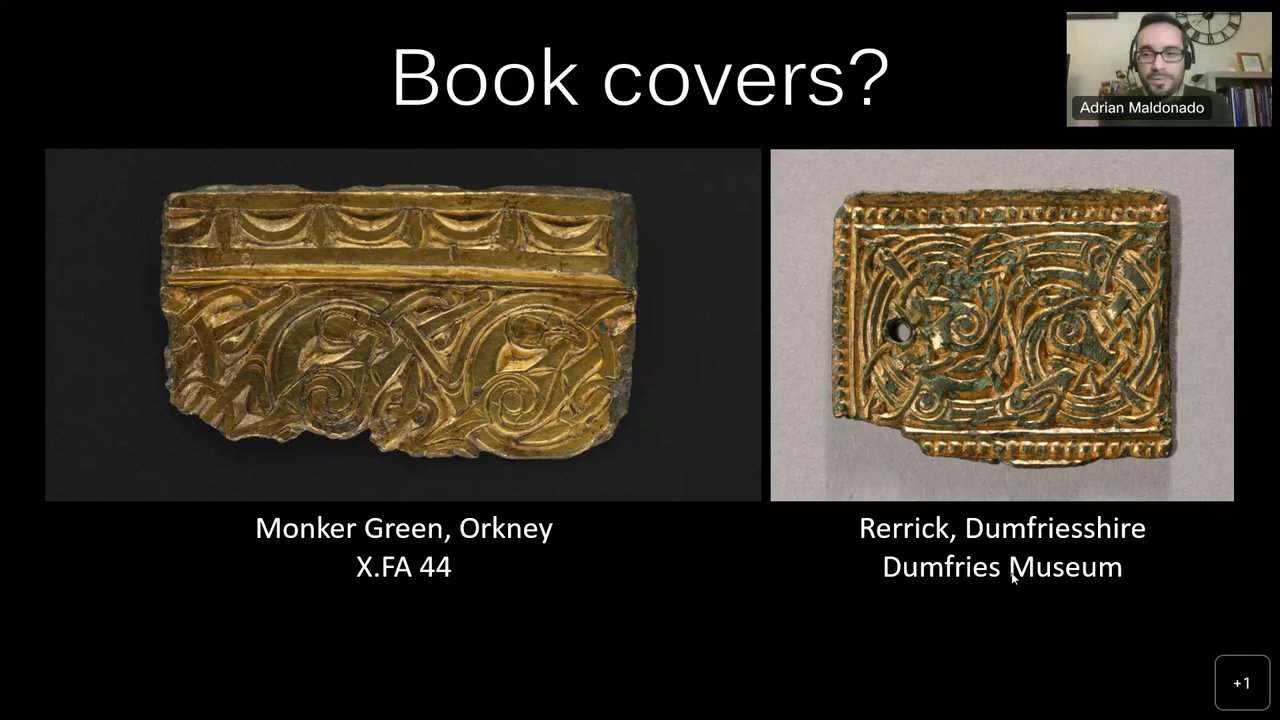 Book covers?
Adrian Maldonado
Monker Green, Orkney
X.FA 44
Rerrick, Dumfriesshire
Dumfries Museum
+1